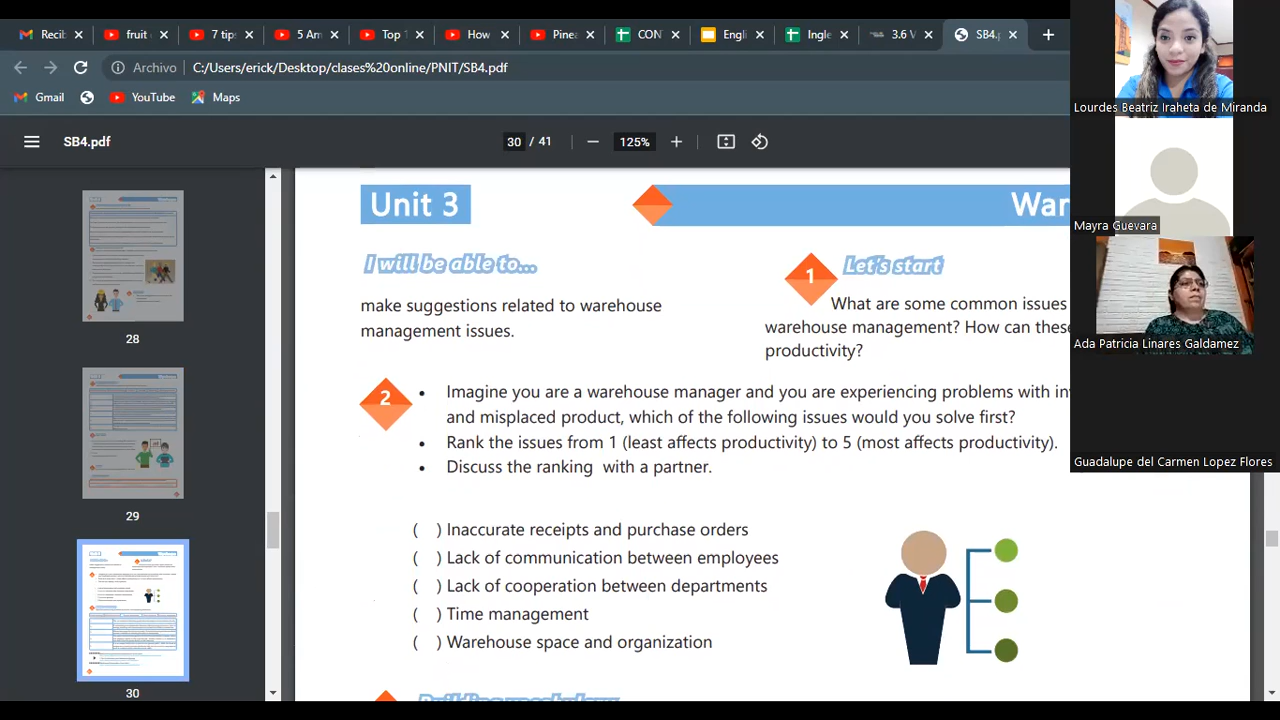 Recib
fruit
7 tips
5 Am
Top 1
How
Pinea
CON
Engli
Ingle
3.6 V
SB4.p
Archivo
C:/Users/erick/Desktop/clases%20online/PNIT/SB4.pdf
Gmail
YouTube
Maps
SB4.pdf
30 / 41
125%
28
29
30
Unit 3
War
I will be able to...
make suggestions related to warehouse
management issues.
1
Let's start
What are some common issues
warehouse management? How can these
productivity?
2
• Imagine you are a warehouse manager and you are experiencing problems with in
and misplaced product, which of the following issues would you solve first?
• Rank the issues from 1 (least affects productivity) to 5 (most affects productivity).
• Discuss the ranking with a partner.
( ) Inaccurate receipts and purchase orders
( ) Lack of communication between employees
( ) Lack of cooperation between departments
( ) Time management
( ) Warehouse space and organization
Building vocabulary
Lourdes Beatriz Iraheta de Miranda
Mayra Guevara
Ada Patricia Linares Galdamez
Guadalupe del Carmen Lopez Flores